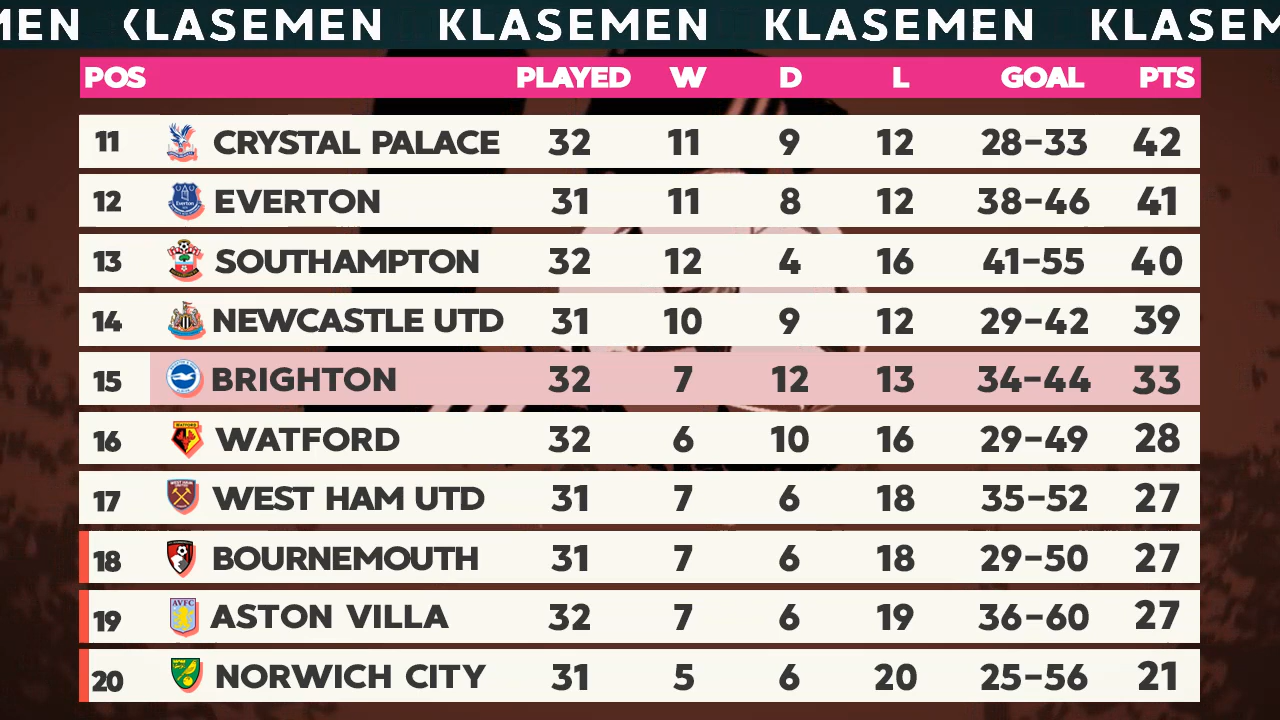 MEN KLASEMEN KLASEMEN KLASEMEN KLASEM
POS PLAYED W D L GOAL PTS
11 CRYSTAL PALACE 32 11 9 12 28-33 42
12 EVERTON 31 11 8 12 38-46 41
13 SOUTHAMPTON 32 12 4 16 41-55 40
14 NEWCASTLE UTD 31 10 9 12 29-42 39
15 BRIGHTON 32 7 12 13 34-44 33
16 WATFORD 32 6 10 16 29-49 28
17 WEST HAM UTD 31 7 6 18 35-52 27
18 BOURNEMOUTH 31 7 6 18 29-50 27
19 AVFC ASTON VILLA 32 7 6 19 36-60 27
20 NORWICH CITY 31 5 6 20 25-56 21